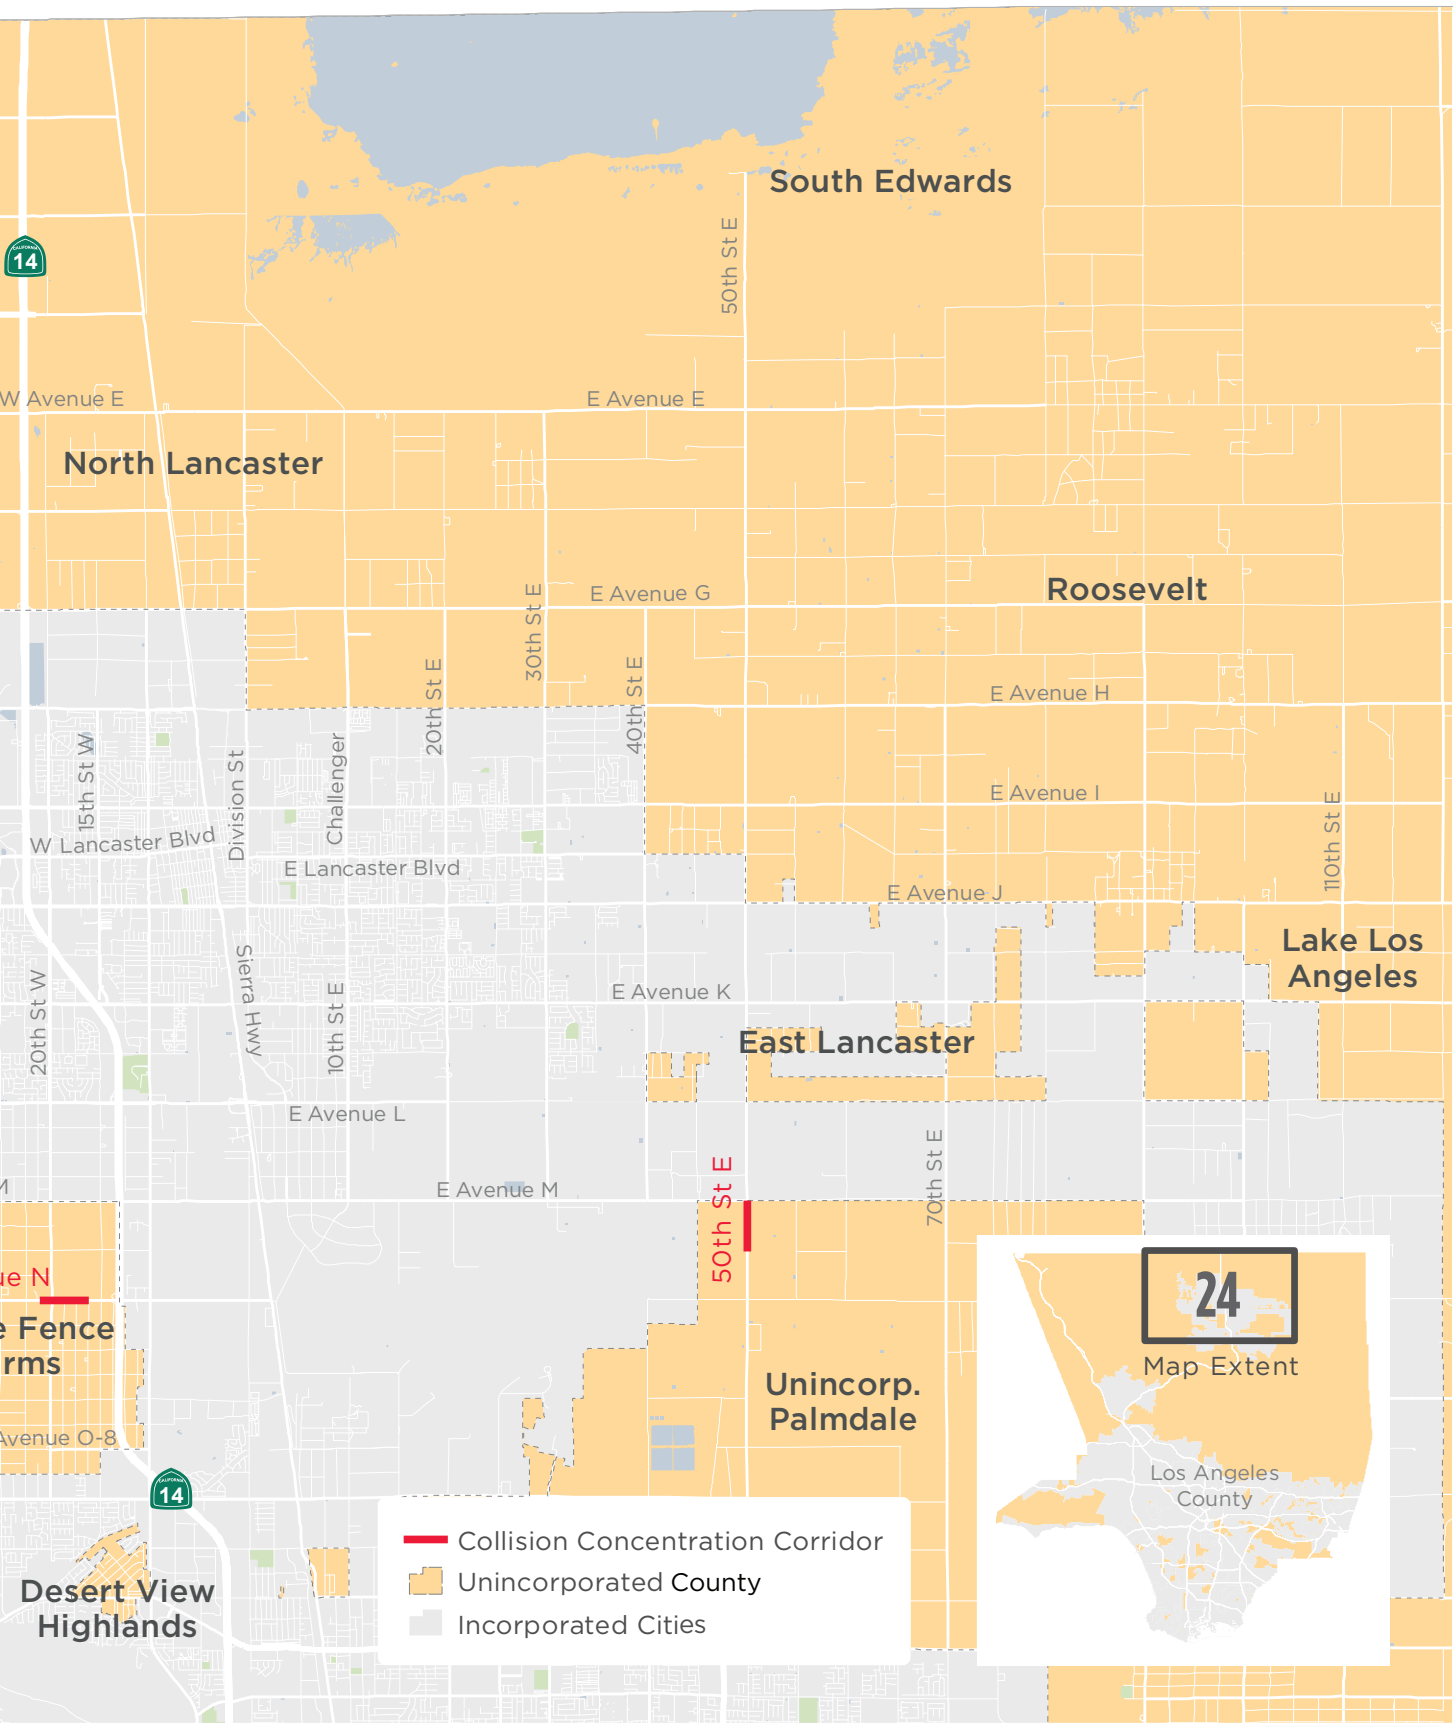 South Edwards
50th St E
CALIFORNIA
14
W Avenue E
E Avenue E
North Lancaster
E Avenue G
Roosevelt
30th St E
20th St E
40th St E
E Avenue H
15th St W
Division St
Challenger
E Avenue I
110th St E
W Lancaster Blvd
E Lancaster Blvd
E Avenue J
Lake Los
Angeles
20th St W
Sierra Hwy
10th St E
E Avenue K
East Lancaster
E Avenue L
70th St E
50th St E
M
E Avenue M
ue N
e Fence
rms
Avenue O-8
CALIFORNIA
14
Unincorp.
Palmdale
24
Map Extent
Los Angeles
County
Desert View
Highlands
Collision Concentration Corridor
Unincorporated County
Incorporated Cities